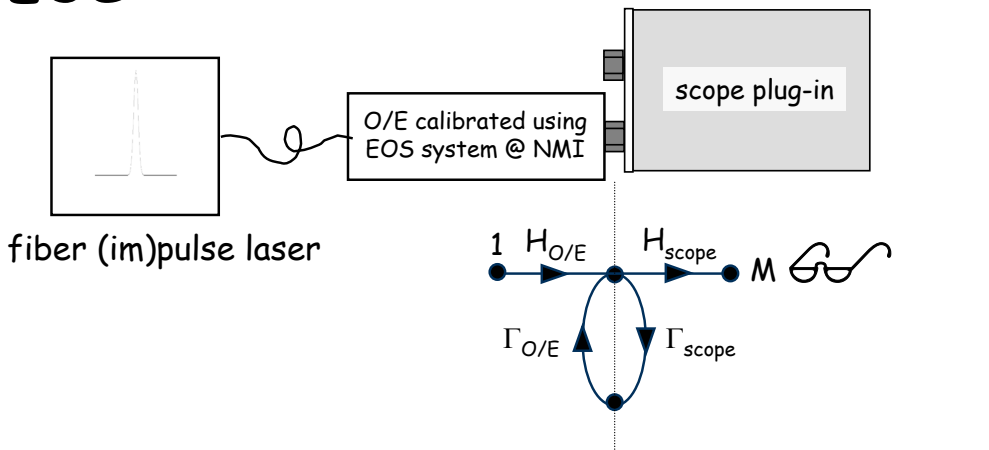 scope plug-in
O/E calibrated using
EOS system @ NMI
fiber (im)pulse laser
1 H_O/E H_scope
M
Γ_O/E Γ_scope